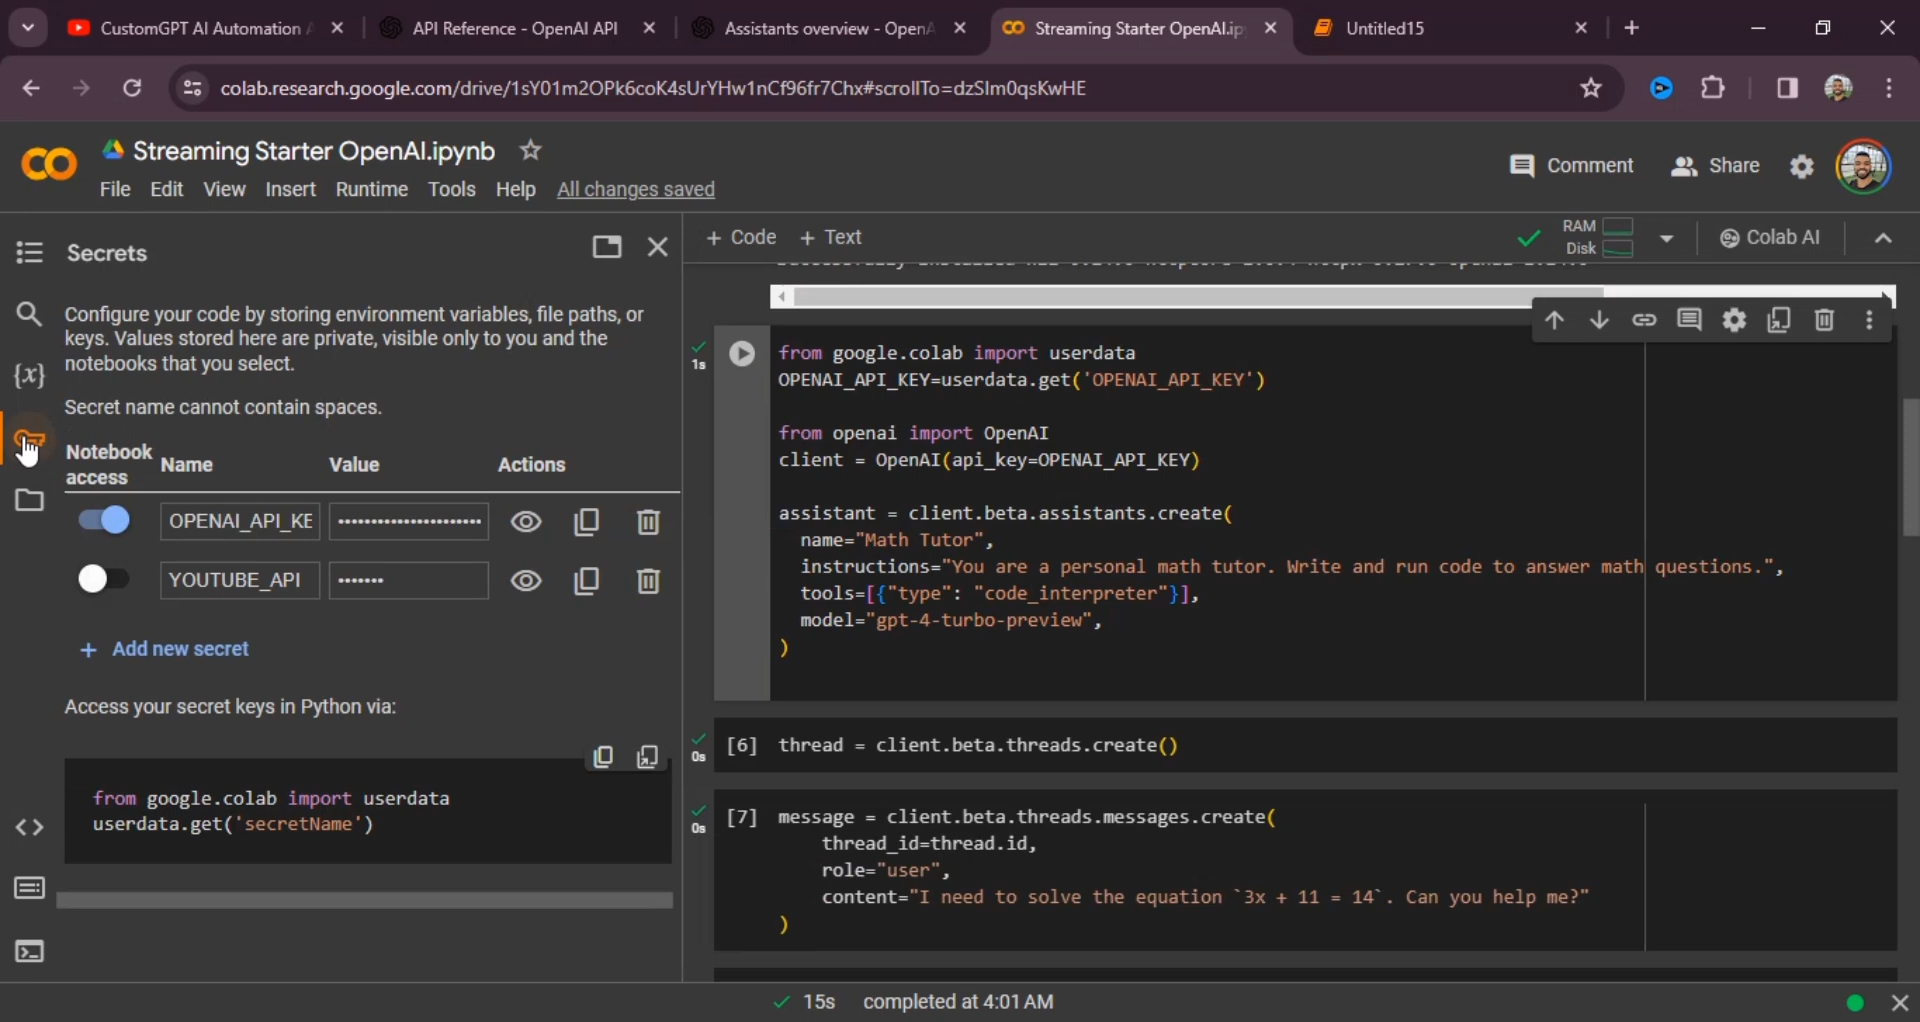 CustomGPT AI Automation
API Reference - OpenAI API
Assistants overview - OpenA
Streaming Starter OpenAI.ip
Untitled15
colab.research.google.com/drive/1sY01m2OPk6coK4sUrYHw1nCf96fr7Chx#scrollTo=dzSIm0qsKwHE
Streaming Starter OpenAI.ipynb
File Edit View Insert Runtime Tools Help All changes saved
Comment
Share
Secrets
Configure your code by storing environment variables, file paths, or
keys. Values stored here are private, visible only to you and the
notebooks that you select.
Secret name cannot contain spaces.
Notebook
access
Name
Value
Actions
OPENAI_API_KE
YOUTUBE_API
+ Add new secret
Access your secret keys in Python via:
from google.colab import userdata
userdata.get('secretName')
+ Code + Text
RAM
Disk
Colab AI
1s
from google.colab import userdata
OPENAI_API_KEY=userdata.get('OPENAI_API_KEY')
from openai import OpenAI
client = OpenAI(api_key=OPENAI_API_KEY)
assistant = client.beta.assistants.create(
name="Math Tutor",
instructions="You are a personal math tutor. Write and run code to answer math questions.",
tools=[{"type": "code_interpreter"}],
model="gpt-4-turbo-preview",
)
0s
[6] thread = client.beta.threads.create()
0s
[7] message = client.beta.threads.messages.create(
thread_id=thread.id,
role="user",
content="I need to solve the equation `3x + 11 = 14`. Can you help me?"
)
15s completed at 4:01 AM